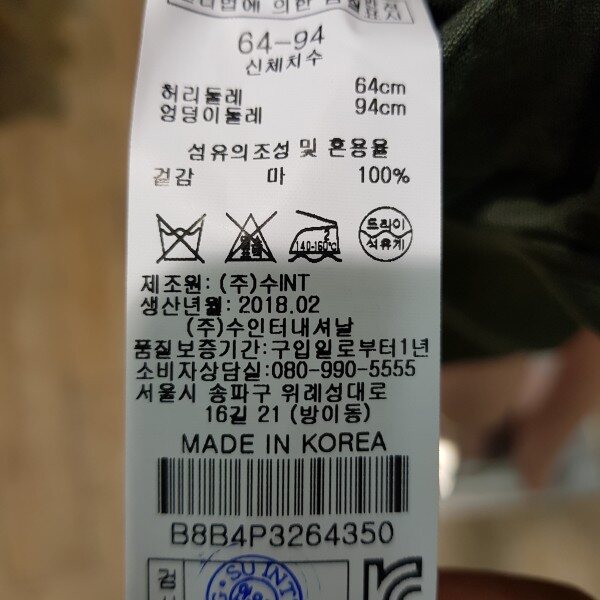 64-94
신체치수
허리둘레 64cm
엉덩이둘레 94cm
섬유의조성 및 혼용율
겉감 마 100%
2
140-160℃
드라이
석유계
제조원: (주)수INT
생산년월: 2018.02
(주)수인터내셔날
품질보증기간:구입일로부터1년
소비자상담실:080-990-5555
서울시 송파구 위례성대로
16길 21 (방이동)
MADE IN KOREA
B8B4P3264350
SU INT